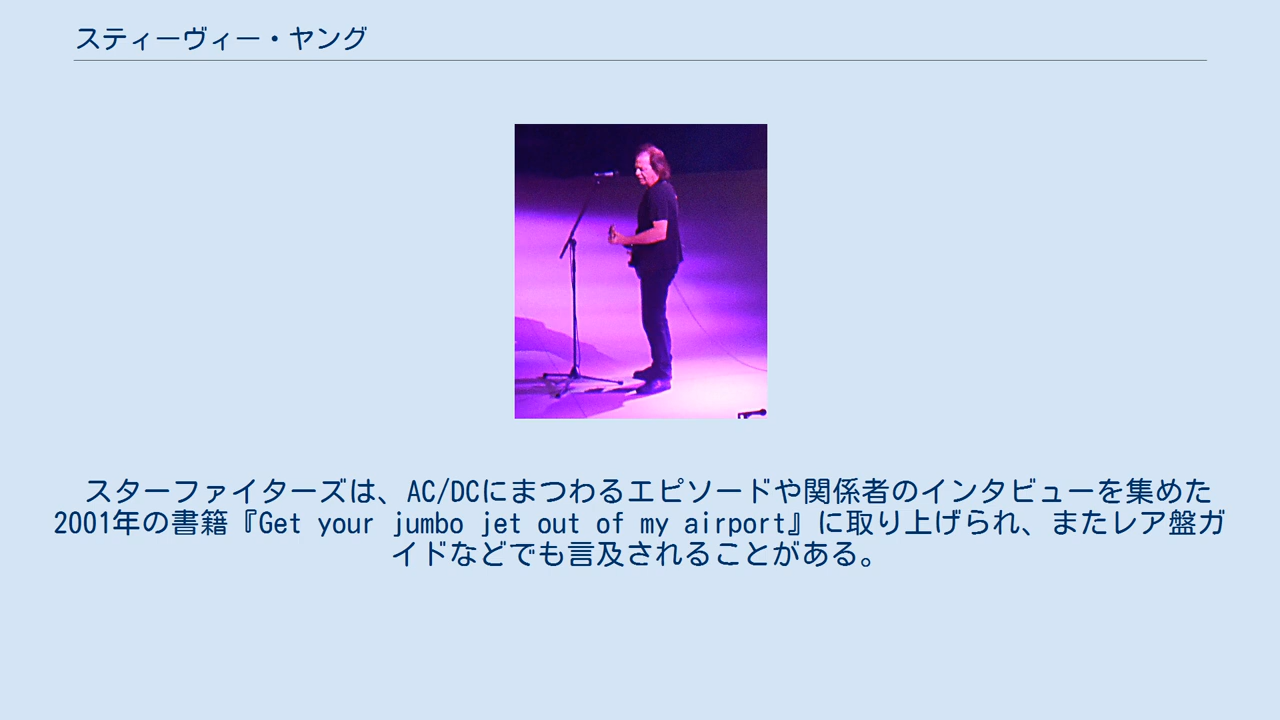 スティーヴィー・ヤング
スターファイターズは、AC/DCにまつわるエピソードや関係者のインタビューを集めた
2001年の書籍『Get your jumbo jet out of my airport』に取り上げられ、またレア盤ガ
イドなどでも言及されることがある。